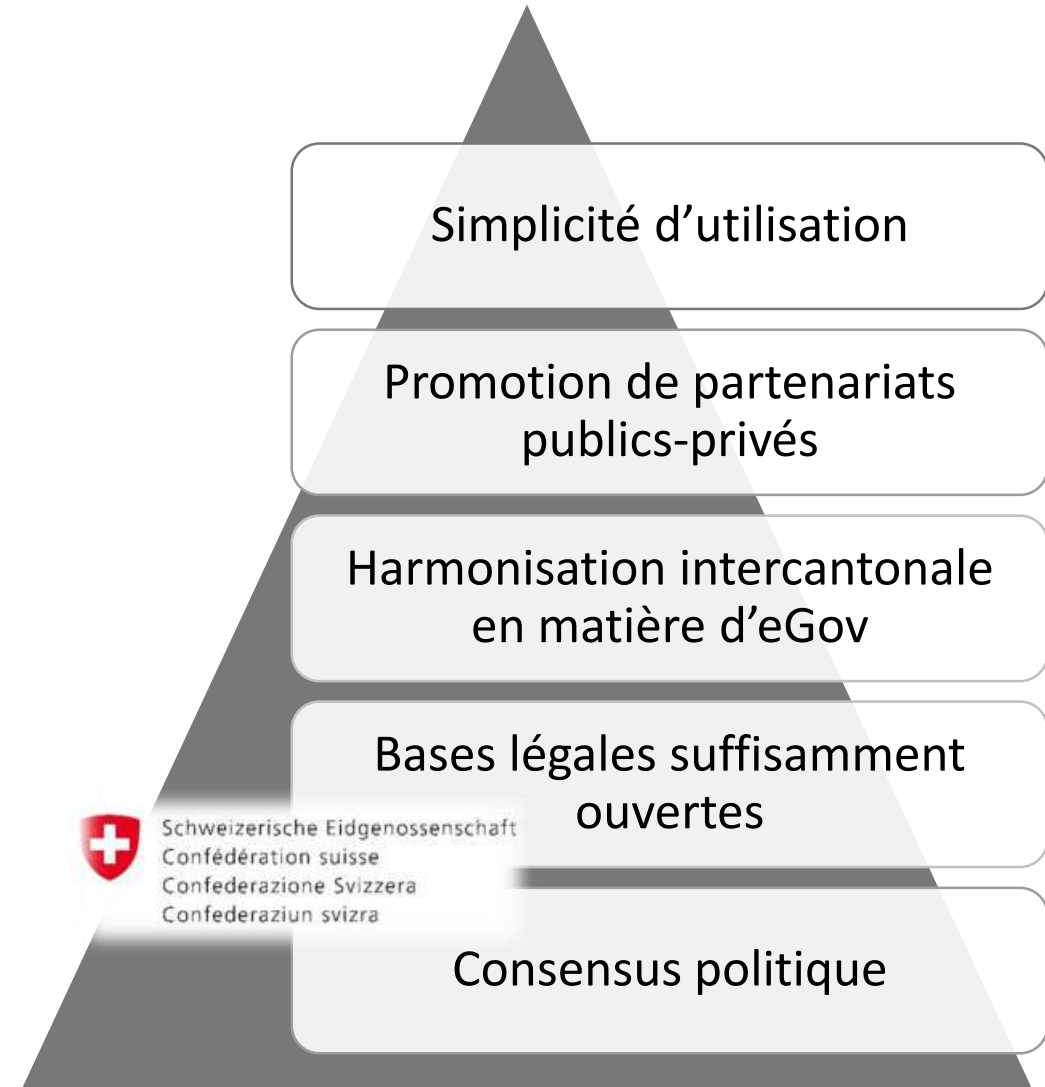 Simplicité d’utilisation
Promotion de partenariats
publics-privés
Harmonisation intercantonale
en matière d’eGov
Bases légales suffisamment
ouvertes
Schweizerische Eidgenossenschaft
Confédération suisse
Confederazione Svizzera
Confederaziun svizra
Consensus politique